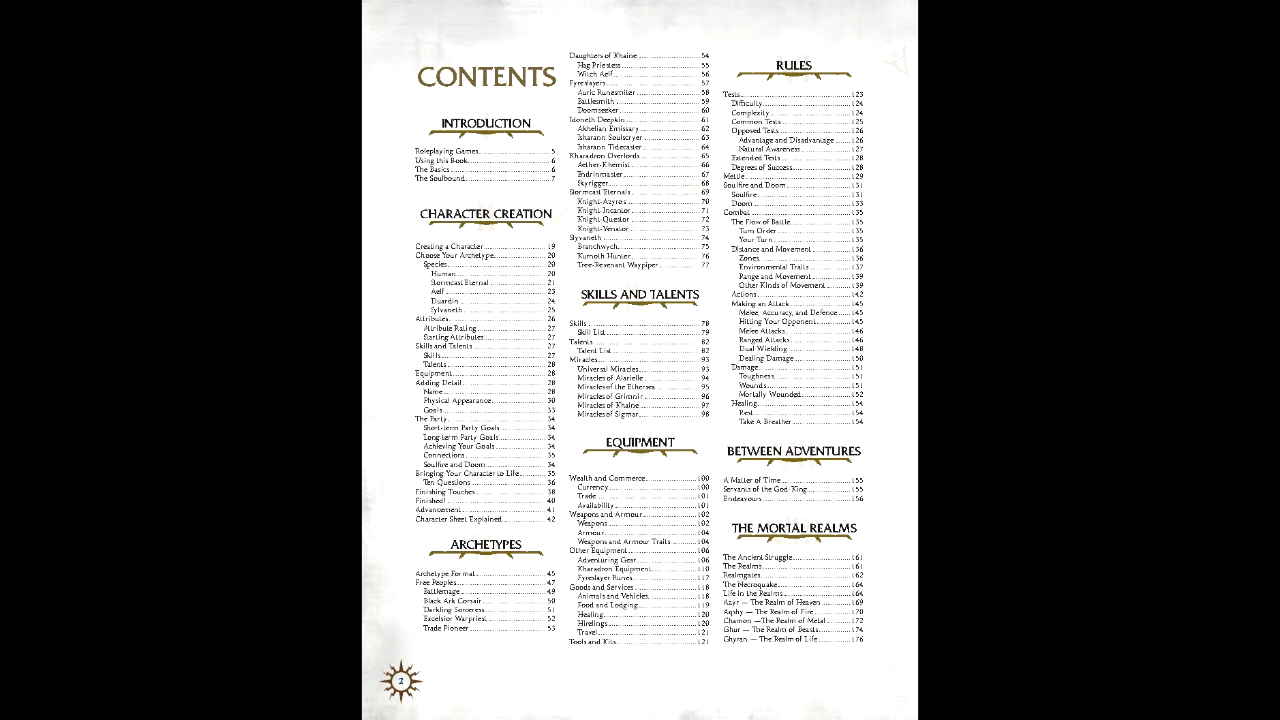 CONTENTS
INTRODUCTION
Roleplaying Games 5
Using this Book 6
The Basics 6
The Soulbound 7
CHARACTER CREATION
Creating a Character 19
Choose Your Archetype 20
Species 20
Human 20
Stormcast Eternal 21
Aelf 23
Duardin 24
Sylvaneth 25
Attributes 26
Attribute Rating 27
Starting Attributes 27
Skills and Talents 27
Skills 27
Talents 28
Equipment 28
Adding Detail 28
Name 28
Physical Appearance 30
Goals 33
The Party 34
Short-term Party Goals 34
Long-term Party Goals 34
Achieving Your Goals 34
Connections 35
Soulfire and Doom 34
Bringing Your Character to Life 35
Ten Questions 36
Finishing Touches 38
Finished! 40
Advancement 41
Character Sheet Explained 42
ARCHETYPES
Archetype Format 45
Free Peoples 47
Battlemage 49
Black Ark Corsair 50
Darkling Sorceress 51
Excelsior Warpriest 52
Trade Pioneer 53
Daughters of Khaine 54
Hag Priestess 55
Witch Aelf 56
Fyreslayers 57
Auric Runesmiter 58
Battlesmith 59
Doomseeker 60
Idoneth Deepkin 61
Akhelian Emissary 62
Isharann Soulscryer 63
Isharann Tidecaster 64
Kharadron Overlords 65
Aether-Khemist 66
Endrinmaster 67
Skyrigger 68
Stormcast Eternals 69
Knight-Azyros 70
Knight-Incantor 71
Knight-Questor 72
Knight-Venator 73
Slyvaneth 74
Branchwych 75
Kurnoth Hunter 76
Tree-Revenant Waypiper 77
SKILLS AND TALENTS
Skills 78
Skill List 79
Talents 82
Talent List 82
Miracles 93
Universal Miracles 93
Miracles of Alarielle 94
Miracles of the Ethersea 95
Miracles of Grimnir 96
Miracles of Khaine 97
Miracles of Sigmar 98
EQUIPMENT
Wealth and Commerce 100
Currency 100
Trade 101
Availability 101
Weapons and Armour 102
Weapons 102
Armour 104
Weapons and Armour Traits 104
Other Equipment 106
Adventuring Gear 106
Kharadron Equipment 110
Fyreslayer Runes 117
Goods and Services 118
Animals and Vehicles 118
Food and Lodging 119
Healing 120
Hirelings 120
Travel 121
Tools and Kits 121
RULES
Tests 123
Difficulty 124
Complexity 124
Common Tests 125
Opposed Tests 126
Advantage and Disadvantage 126
Natural Awareness 127
Extended Tests 128
Degrees of Success 128
Mettle 129
Soulfire and Doom 131
Soulfire 131
Doom 133
Combat 135
The Flow of Battle 135
Turn Order 135
Your Turn 135
Distance and Movement 136
Zones 136
Environmental Traits 137
Range and Movement 139
Other Kinds of Movement 139
Actions 142
Making an Attack 145
Melee, Accuracy, and Defence 145
Hitting Your Opponent 145
Melee Attacks 146
Ranged Attacks 146
Dual Wielding 148
Dealing Damage 150
Damage 151
Toughness 151
Wounds 151
Mortally Wounded 152
Healing 154
Rest 154
Take A Breather 154
BETWEEN ADVENTURES
A Matter of Time 155
Servants of the God-King 155
Endeavours 156
THE MORTAL REALMS
The Ancient Struggle 161
The Realms 161
Realmgates 162
The Necroquake 164
Life in the Realms 164
Azyr — The Realm of Heaven 169
Aqshy — The Realm of Fire 170
Chamon —The Realm of Metal 172
Ghur — The Realm of Beasts 174
Ghyran — The Realm of Life 176
2